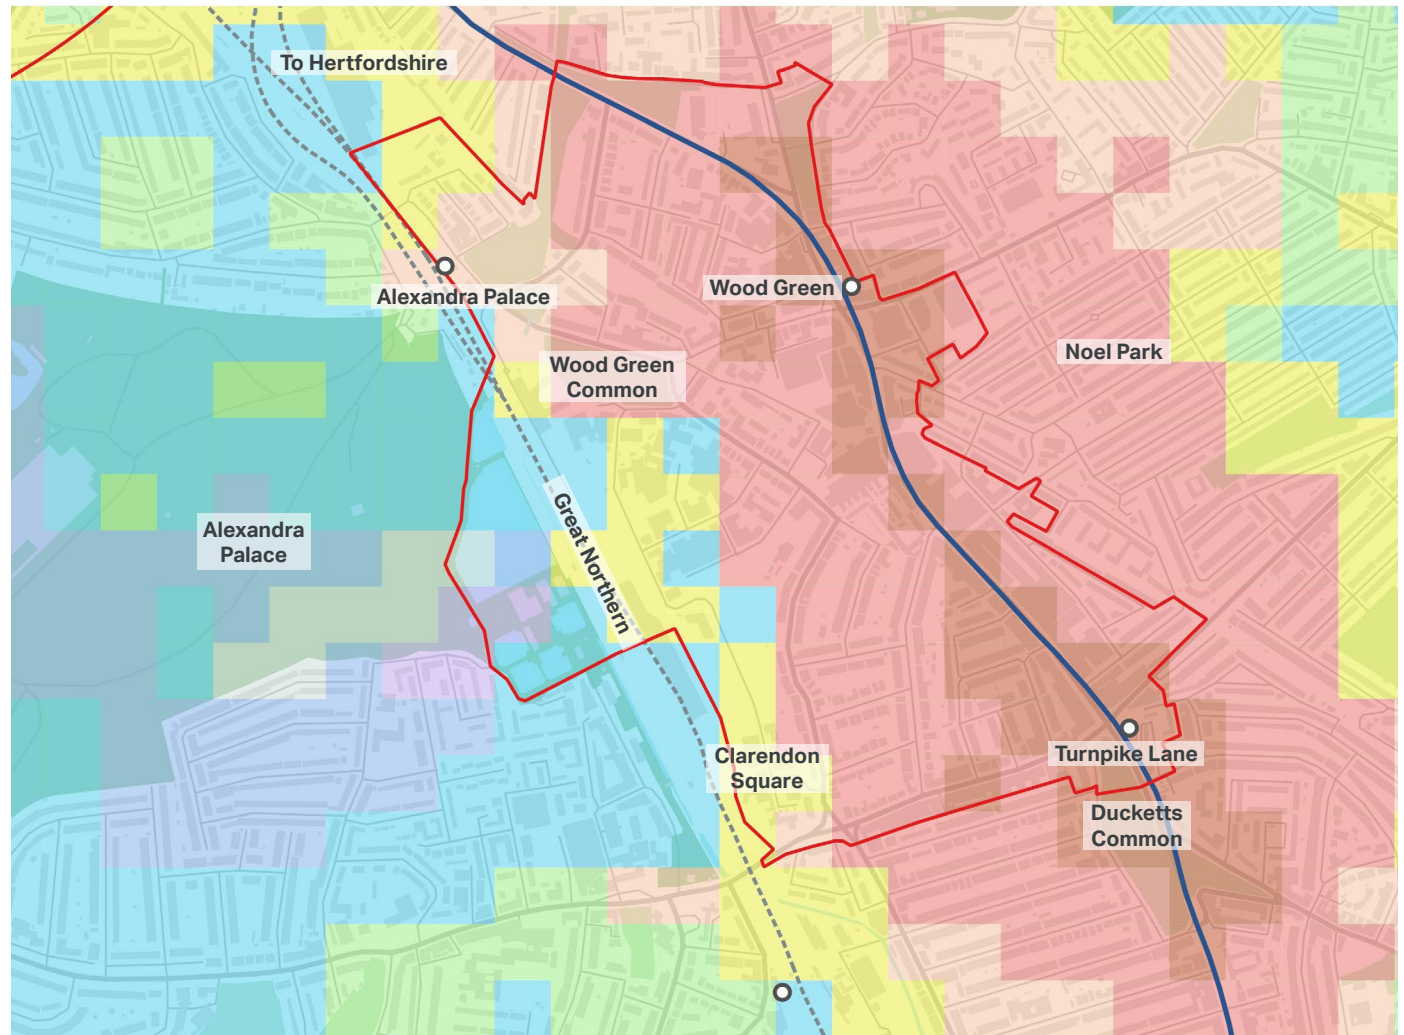 To Hertfordshire
Wood Green
Alexandra Palace
Noel Park
Wood Green
Common
Great Northern
Alexandra
Palace
Turnpike Lane
Clarendon
Square
Ducketts
Common